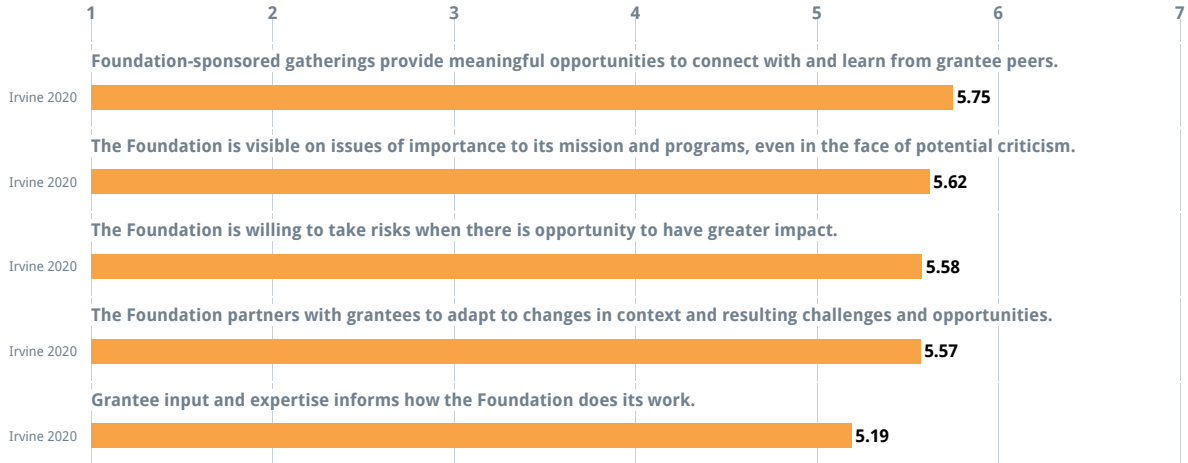 1 2 3 4 5 6 7
Foundation-sponsored gatherings provide meaningful opportunities to connect with and learn from grantee peers.
Irvine 2020 5.75
The Foundation is visible on issues of importance to its mission and programs, even in the face of potential criticism.
Irvine 2020 5.62
The Foundation is willing to take risks when there is opportunity to have greater impact.
Irvine 2020 5.58
The Foundation partners with grantees to adapt to changes in context and resulting challenges and opportunities.
Irvine 2020 5.57
Grantee input and expertise informs how the Foundation does its work.
Irvine 2020 5.19